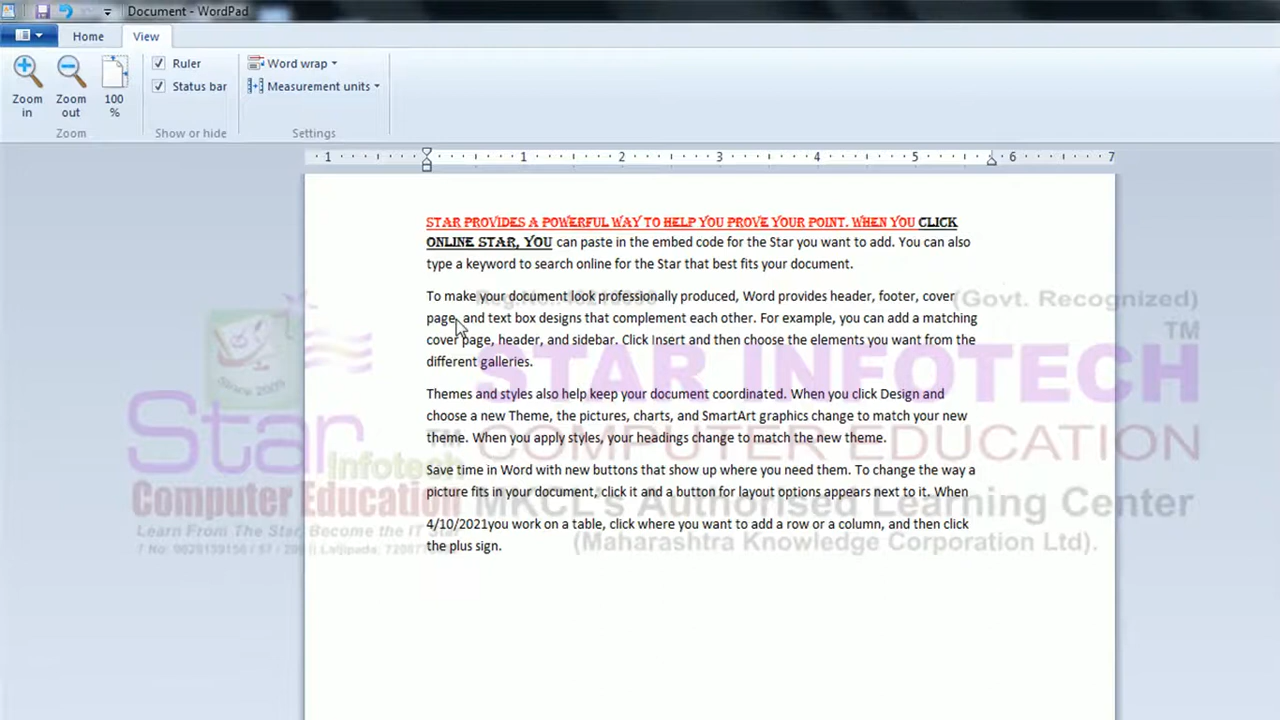 Document - WordPad
Home View
Zoom in
Zoom out
100 %
Zoom
Ruler
Status bar
Show or hide
Word wrap
Measurement units
Settings
1 1 2 3 4 5 6 7
STAR PROVIDES A POWERFUL WAY TO HELP YOU PROVE YOUR POINT. WHEN YOU CLICK
ONLINE STAR, YOU can paste in the embed code for the Star you want to add. You can also
type a keyword to search online for the Star that best fits your document.
To make your document look professionally produced, Word provides header, footer, cover
page, and text box designs that complement each other. For example, you can add a matching
cover page, header, and sidebar. Click Insert and then choose the elements you want from the
different galleries.
Themes and styles also help keep your document coordinated. When you click Design and
choose a new Theme, the pictures, charts, and SmartArt graphics change to match your new
theme. When you apply styles, your headings change to match the new theme.
Save time in Word with new buttons that show up where you need them. To change the way a
picture fits in your document, click it and a button for layout options appears next to it. When
4/10/2021you work on a table, click where you want to add a row or a column, and then click
the plus sign.
(Govt. Recognized)
TM
STAR INFOTECH
COMPUTER EDUCATION
MKCL's Authorised Learning Center
(Maharashtra Knowledge Corporation Ltd).
Since 2009
Star TM
Infotech
Computer Education
Learn From The Star, Become the IT Star